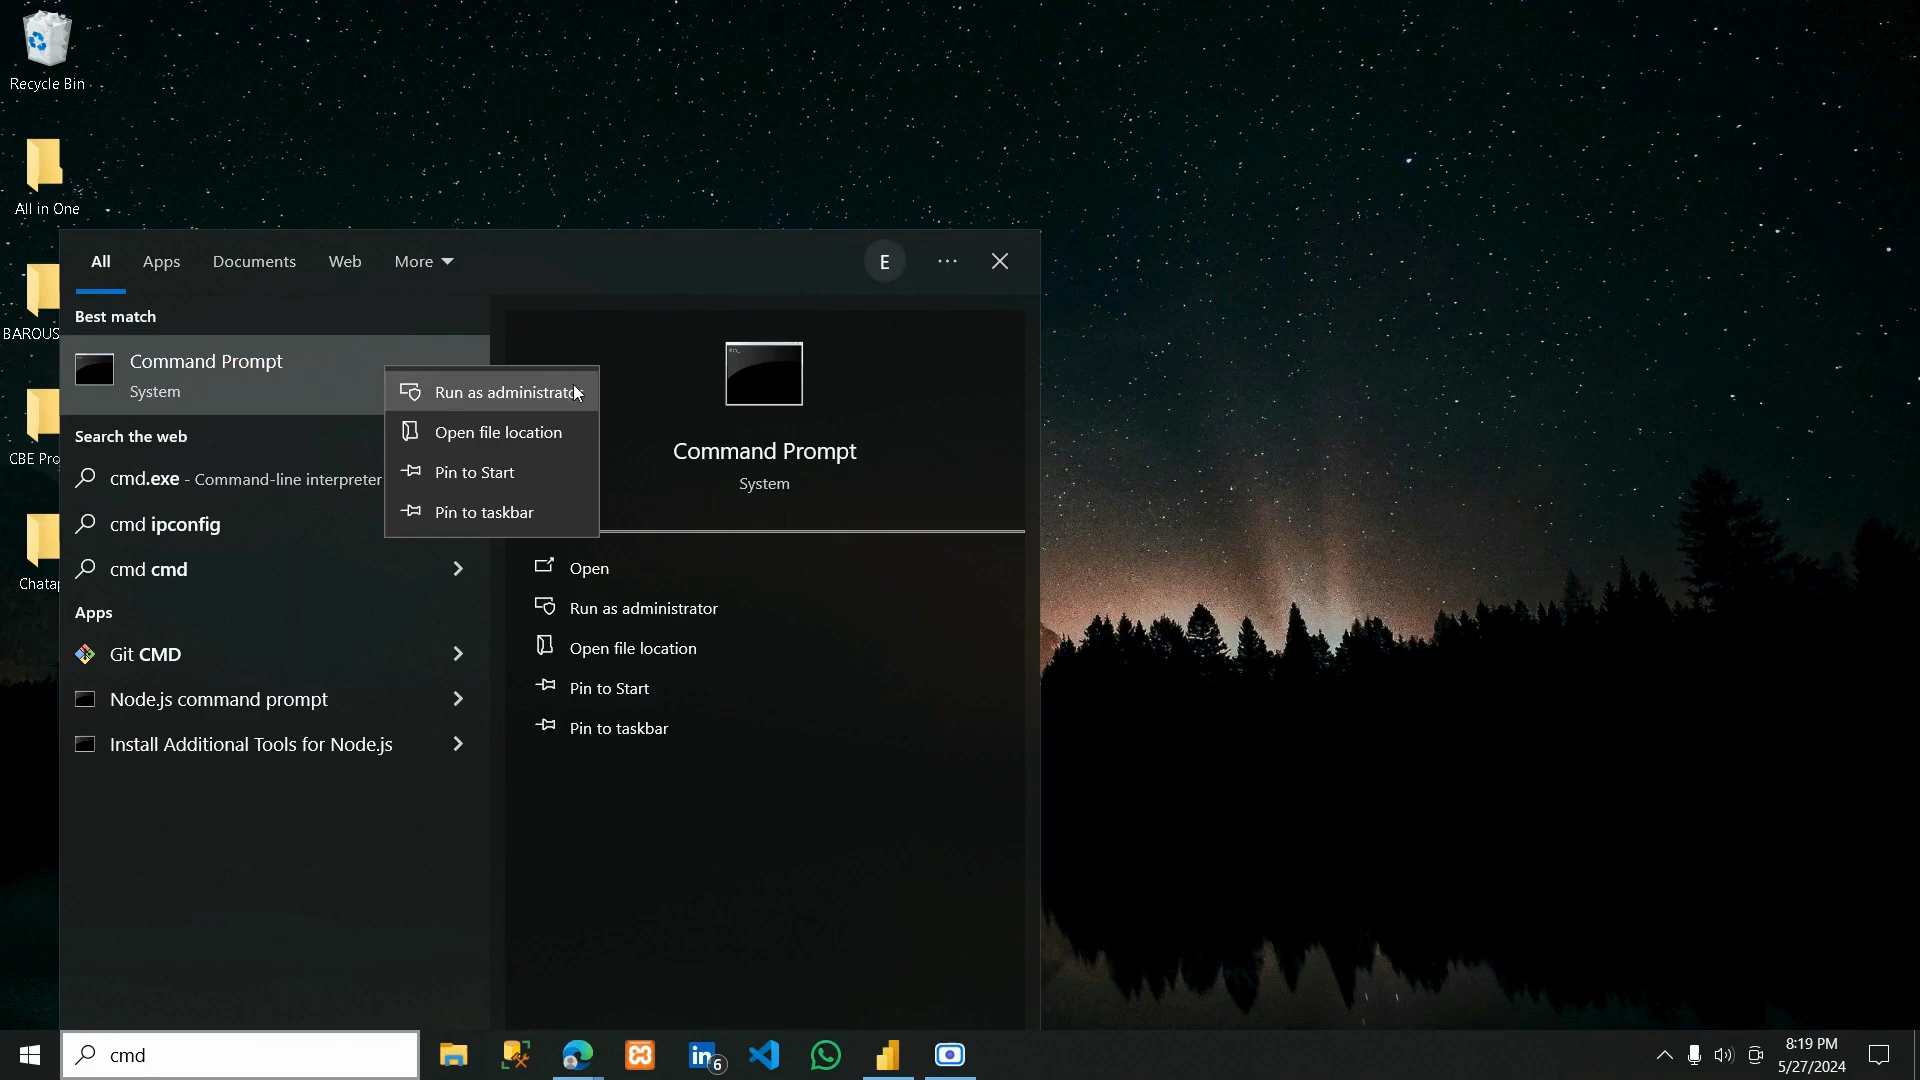 Recycle Bin
All in One
BAROUS
CBE Pro
Chatap
All Apps Documents Web More
E
Best match
Command Prompt
System
Search the web
cmd.exe - Command-line interpreter
cmd ipconfig
cmd cmd
Apps
Git CMD
Node.js command prompt
Install Additional Tools for Node.js
Run as administrator
Open file location
Pin to Start
Pin to taskbar
Command Prompt
System
Open
Run as administrator
Open file location
Pin to Start
Pin to taskbar
cmd
in
6
8:19 PM
5/27/2024